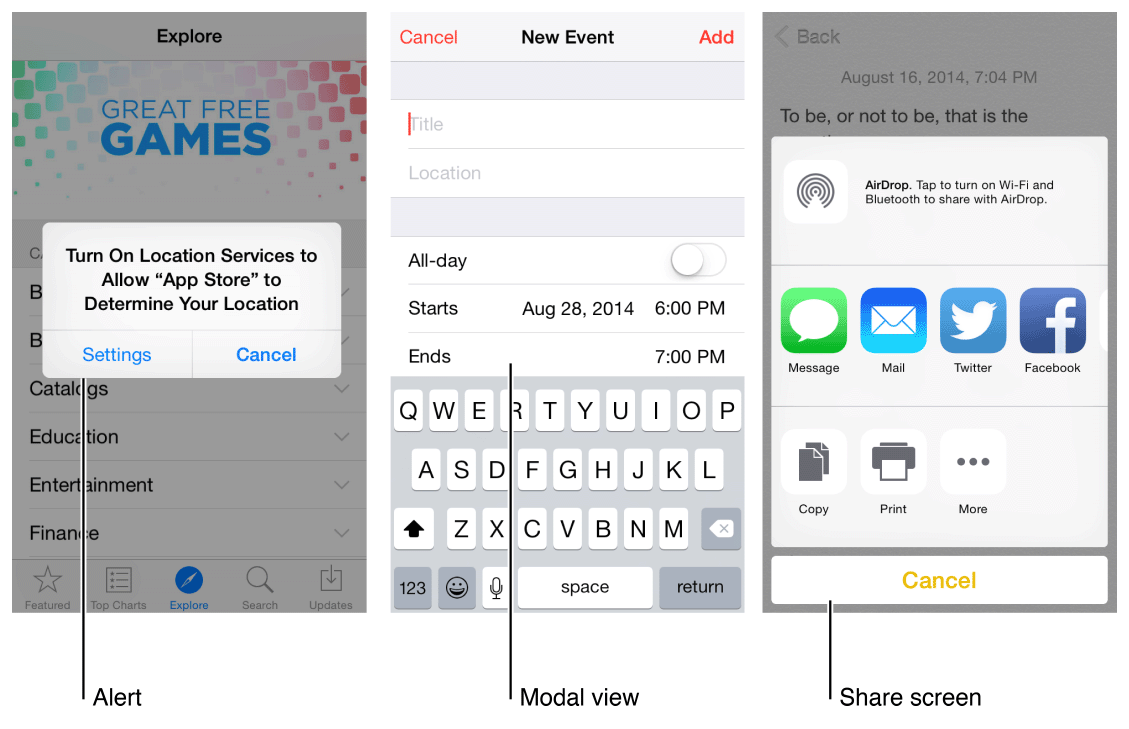 Explore
GREAT FREE
GAMES
CA
Turn On Location Services to
Allow “App Store” to
Determine Your Location
B
B
Settings
Cancel
Catalogs
Education
Entertainment
Finance
Featured
Top Charts
Explore
Search
Updates
Alert
Cancel
New Event
Add
Title
Location
All-day
Starts
Aug 28, 2014
6:00 PM
Ends
7:00 PM
Q W E R T Y U I O P
A S D F G H J K L
Z X C V B N M
123
space
return
Modal view
Back
August 16, 2014, 7:04 PM
To be, or not to be, that is the
AirDrop. Tap to turn on Wi-Fi and
Bluetooth to share with AirDrop.
Message
Mail
Twitter
Facebook
Copy
Print
More
Cancel
Share screen